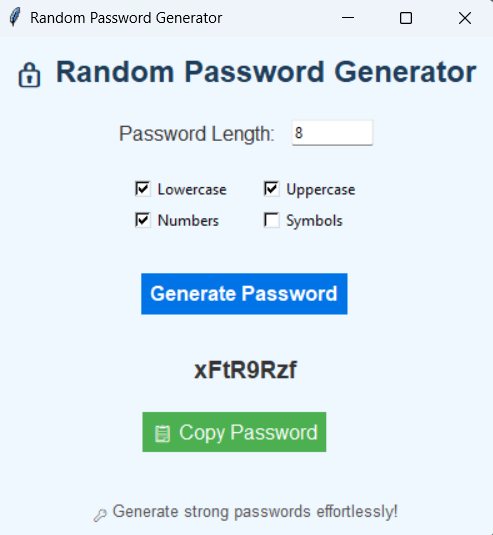 Random Password Generator
Random Password Generator
Password Length: 8
Lowercase Uppercase
Numbers Symbols
Generate Password
xFtR9Rzf
Copy Password
Generate strong passwords effortlessly!